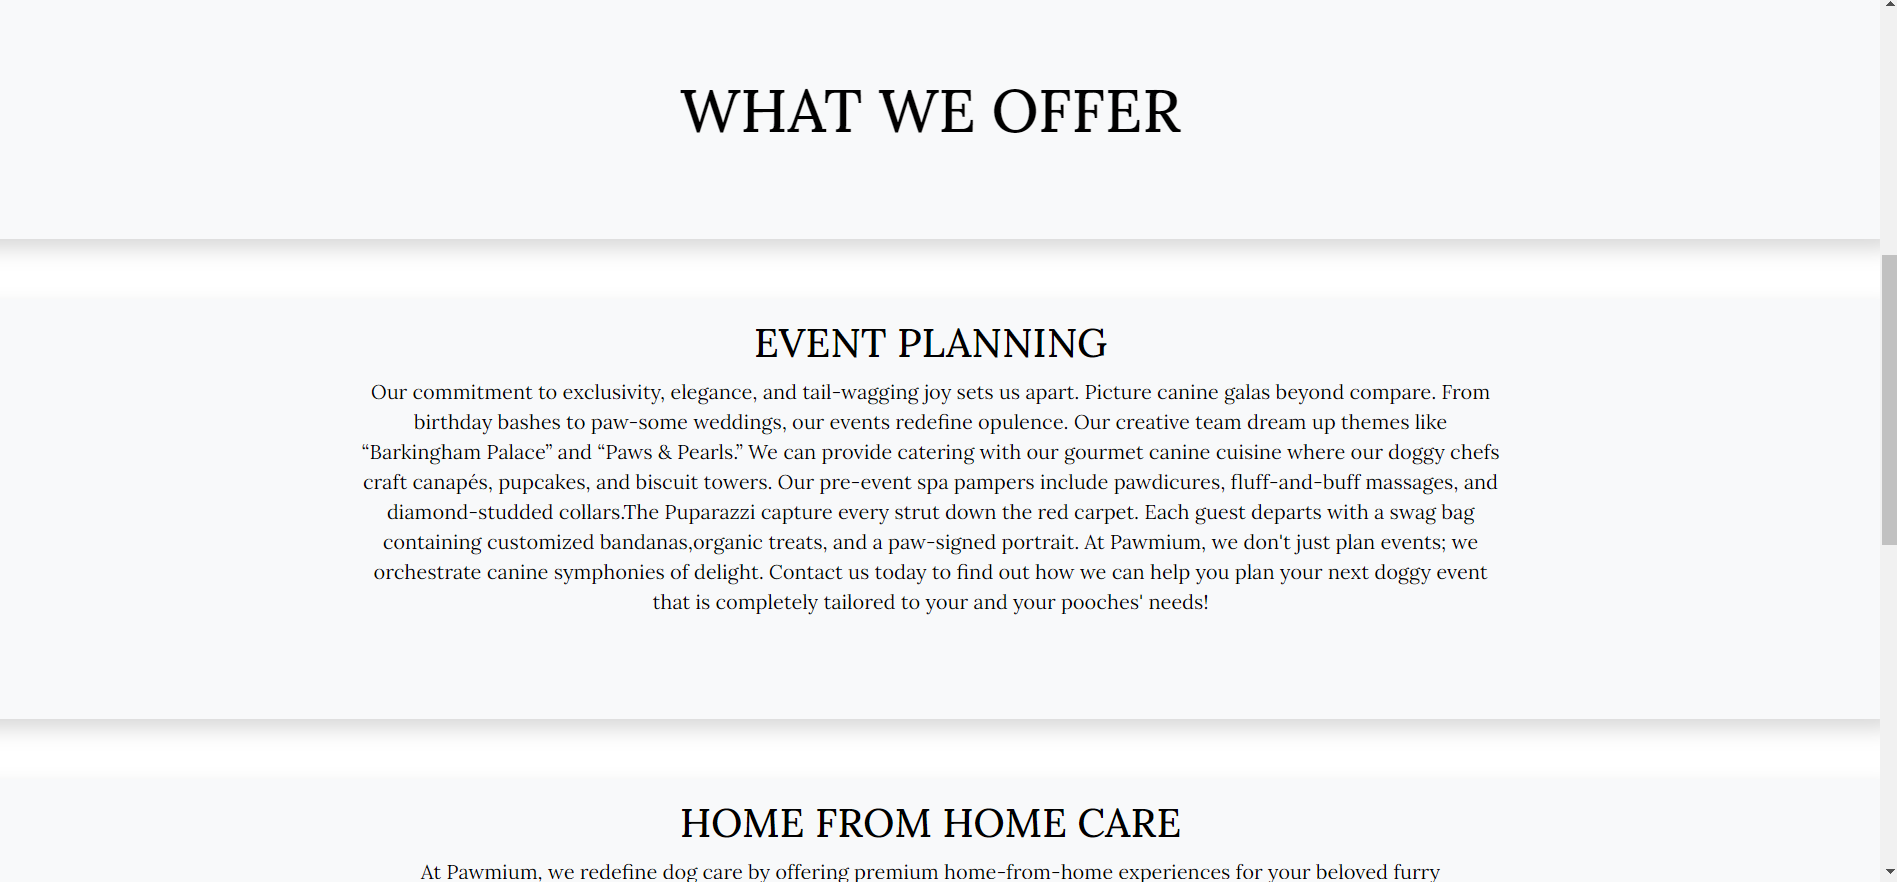 WHAT WE OFFER
EVENT PLANNING
Our commitment to exclusivity, elegance, and tail-wagging joy sets us apart. Picture canine galas beyond compare. From
birthday bashes to paw-some weddings, our events redefine opulence. Our creative team dream up themes like
“Barkingham Palace” and “Paws & Pearls.” We can provide catering with our gourmet canine cuisine where our doggy chefs
craft canapés, pupcakes, and biscuit towers. Our pre-event spa pampers include pawdicures, fluff-and-buff massages, and
diamond-studded collars.The Puparazzi capture every strut down the red carpet. Each guest departs with a swag bag
containing customized bandanas,organic treats, and a paw-signed portrait. At Pawmium, we don't just plan events; we
orchestrate canine symphonies of delight. Contact us today to find out how we can help you plan your next doggy event
that is completely tailored to your and your pooches' needs!
HOME FROM HOME CARE
At Pawmium, we redefine dog care by offering premium home-from-home experiences for your beloved furry